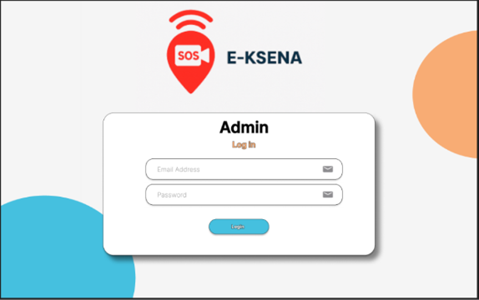 SOS
E-KSENA
Admin
Log In
Email Address
Password
Login